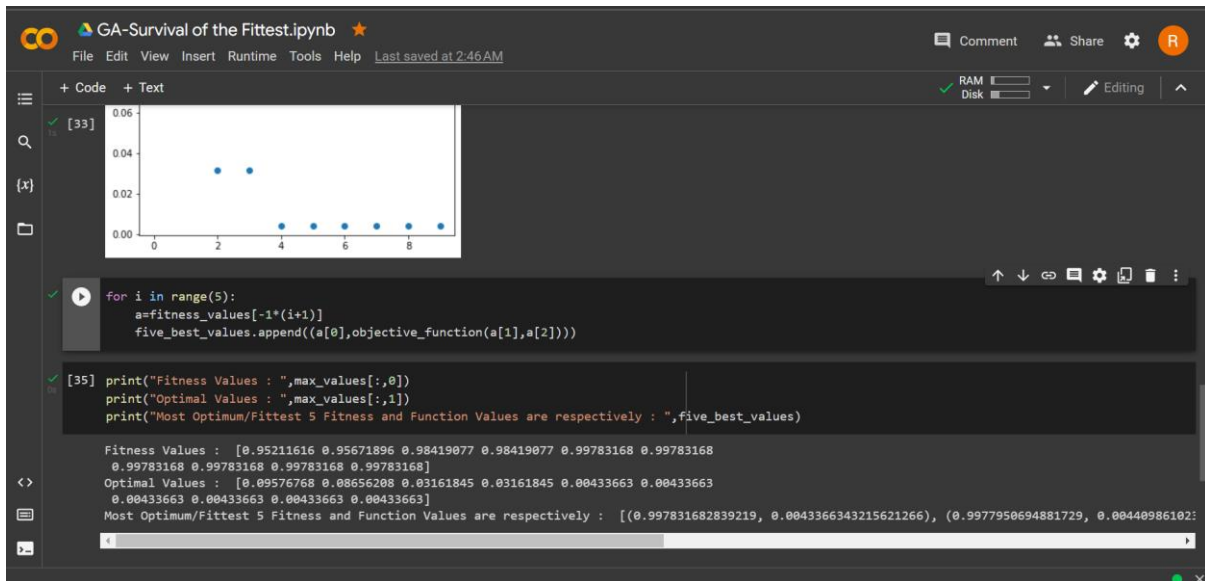 GA-Survival of the Fittest.ipynb
File Edit View Insert Runtime Tools Help Last saved at 2:46 AM
Comment Share R
+ Code + Text
RAM
Disk
Editing
[33]
1s
0.06
0.04
0.02
0.00
0 2 4 6 8
{x}
for i in range(5):
    a=fitness_values[-1*(i+1)]
    five_best_values.append((a[0],objective_function(a[1],a[2])))
[35] print("Fitness Values : ",max_values[:,0])
0s print("Optimal Values : ",max_values[:,1])
print("Most Optimum/Fittest 5 Fitness and Function Values are respectively : ",five_best_values)
Fitness Values :  [0.95211616 0.95671896 0.98419077 0.98419077 0.99783168 0.99783168
 0.99783168 0.99783168 0.99783168 0.99783168]
Optimal Values :  [0.09576768 0.08656208 0.03161845 0.03161845 0.00433663 0.00433663
 0.00433663 0.00433663 0.00433663 0.00433663]
Most Optimum/Fittest 5 Fitness and Function Values are respectively :  [(0.997831682839219, 0.0043366343215621266), (0.9977950694881729, 0.004409861023